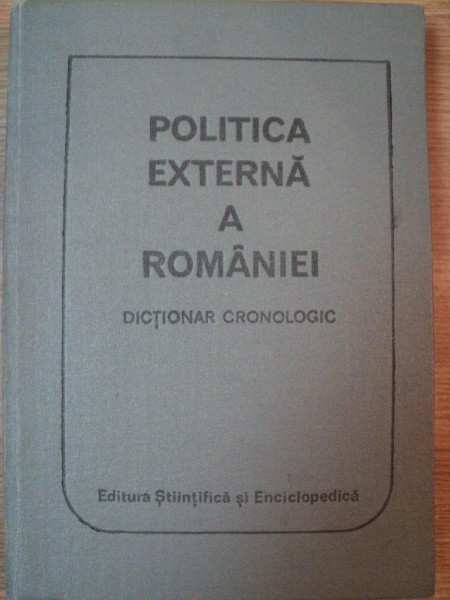 POLITICA
EXTERNĂ
A
ROMÂNIEI
DICȚIONAR CRONOLOGIC
Editura Științifică și Enciclopedică